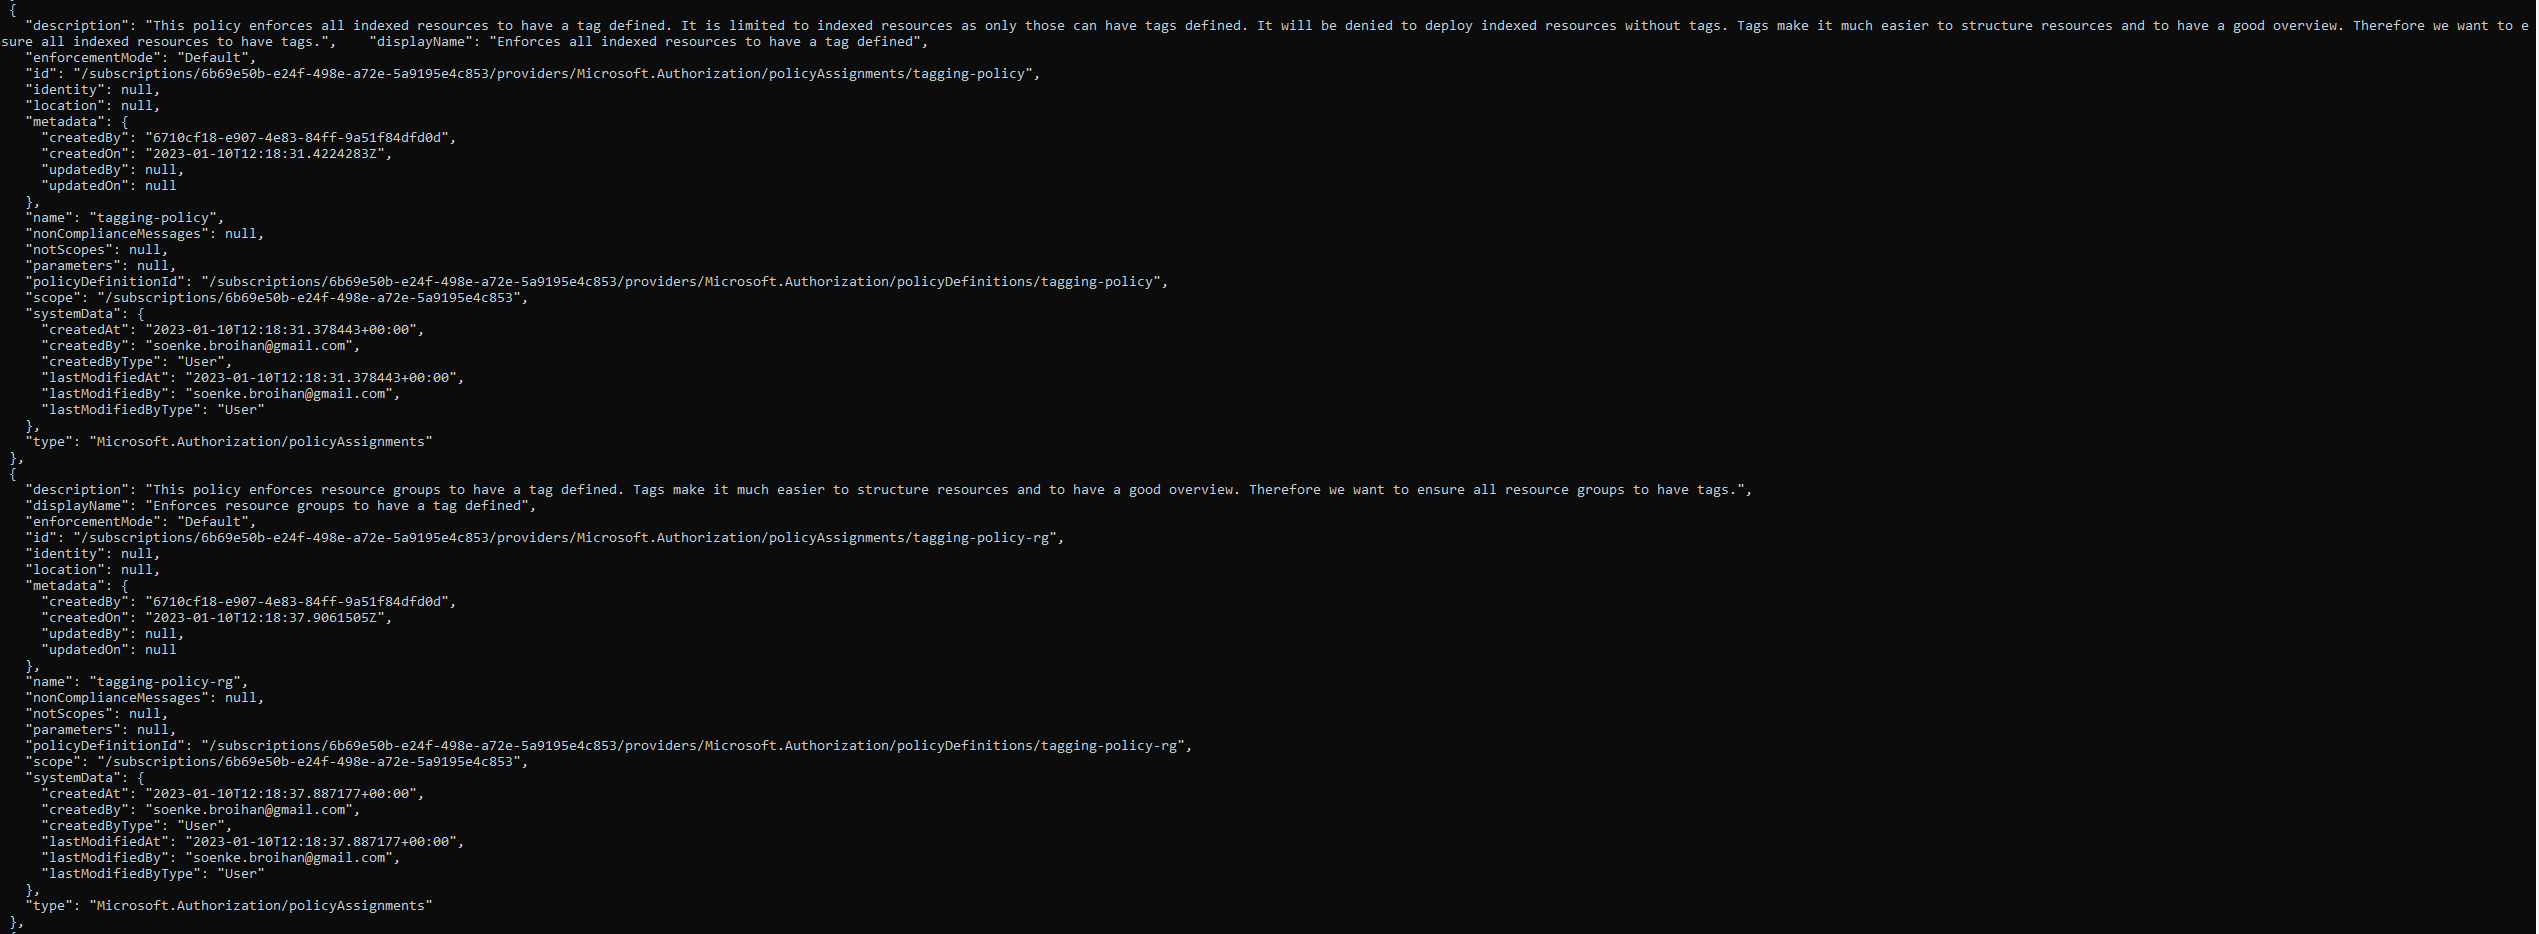 {
"description": "This policy enforces all indexed resources to have a tag defined. It is limited to indexed resources as only those can have tags defined. It will be denied to deploy indexed resources without tags. Tags make it much easier to structure resources and to have a good overview. Therefore we want to e
sure all indexed resources to have tags.",    "displayName": "Enforces all indexed resources to have a tag defined",
"enforcementMode": "Default",
"id": "/subscriptions/6b69e50b-e24f-498e-a72e-5a9195e4c853/providers/Microsoft.Authorization/policyAssignments/tagging-policy",
"identity": null,
"location": null,
"metadata": {
"createdBy": "6710cf18-e907-4e83-84ff-9a51f84dfd0d",
"createdOn": "2023-01-10T12:18:31.4224283Z",
"updatedBy": null,
"updatedOn": null
},
"name": "tagging-policy",
"nonComplianceMessages": null,
"notScopes": null,
"parameters": null,
"policyDefinitionId": "/subscriptions/6b69e50b-e24f-498e-a72e-5a9195e4c853/providers/Microsoft.Authorization/policyDefinitions/tagging-policy",
"scope": "/subscriptions/6b69e50b-e24f-498e-a72e-5a9195e4c853",
"systemData": {
"createdAt": "2023-01-10T12:18:31.378443+00:00",
"createdBy": "soenke.broihan@gmail.com",
"createdByType": "User",
"lastModifiedAt": "2023-01-10T12:18:31.378443+00:00",
"lastModifiedBy": "soenke.broihan@gmail.com",
"lastModifiedByType": "User"
},
"type": "Microsoft.Authorization/policyAssignments"
},
{
"description": "This policy enforces resource groups to have a tag defined. Tags make it much easier to structure resources and to have a good overview. Therefore we want to ensure all resource groups to have tags.",
"displayName": "Enforces resource groups to have a tag defined",
"enforcementMode": "Default",
"id": "/subscriptions/6b69e50b-e24f-498e-a72e-5a9195e4c853/providers/Microsoft.Authorization/policyAssignments/tagging-policy-rg",
"identity": null,
"location": null,
"metadata": {
"createdBy": "6710cf18-e907-4e83-84ff-9a51f84dfd0d",
"createdOn": "2023-01-10T12:18:37.9061505Z",
"updatedBy": null,
"updatedOn": null
},
"name": "tagging-policy-rg",
"nonComplianceMessages": null,
"notScopes": null,
"parameters": null,
"policyDefinitionId": "/subscriptions/6b69e50b-e24f-498e-a72e-5a9195e4c853/providers/Microsoft.Authorization/policyDefinitions/tagging-policy-rg",
"scope": "/subscriptions/6b69e50b-e24f-498e-a72e-5a9195e4c853",
"systemData": {
"createdAt": "2023-01-10T12:18:37.887177+00:00",
"createdBy": "soenke.broihan@gmail.com",
"createdByType": "User",
"lastModifiedAt": "2023-01-10T12:18:37.887177+00:00",
"lastModifiedBy": "soenke.broihan@gmail.com",
"lastModifiedByType": "User"
},
"type": "Microsoft.Authorization/policyAssignments"
},